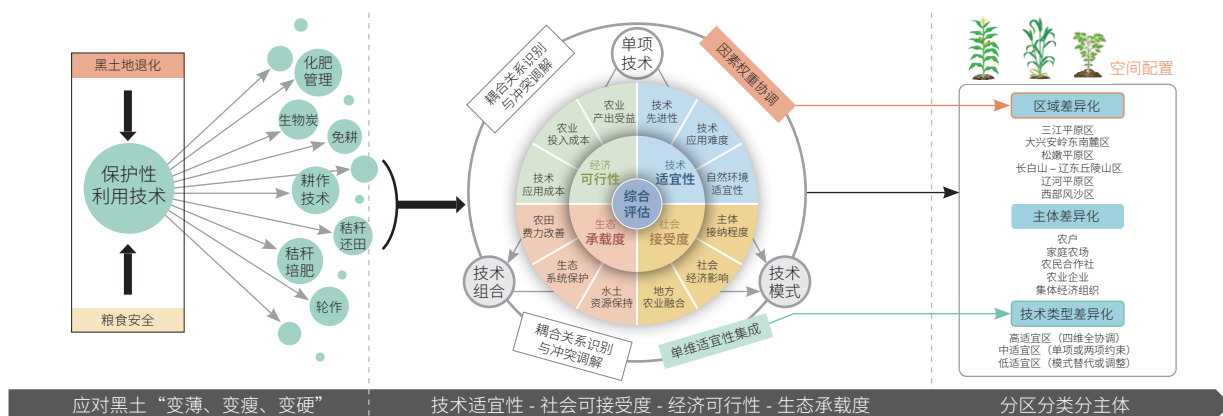 黑土地退化
保护性
利用技术
粮食安全
化肥
管理
生物炭
免耕
耕作
技术
秸秆
还田
秸秆
培肥
轮作
耦合关系识别
与冲突调解
单项
技术
因素权重协调
农业
产出受益
技术
先进性
农业
投入成本
技术
应用难度
经济
可行性
技术
适宜性
技术
应用成本
自然环境
适宜性
综合
评估
农田
费力改善
生态
承载度
社会
接受度
主体
接纳程度
生态
系统保护
社会
经济影响
水土
资源保持
地方
农业融合
技术
组合
技术
模式
耦合关系识别
与冲突调解
单维适宜性集成
空间配置
区域差异化
三江平原区
大兴安岭东南麓区
松嫩平原区
长白山 – 辽东丘陵山区
辽河平原区
西部风沙区
主体差异化
农户
家庭农场
农民合作社
农业企业
集体经济组织
技术类型差异化
高适宜区（四维全协调）
中适宜区（单项或两项约束）
低适宜区（模式替代或调整）
应对黑土“变薄、变瘦、变硬”
技术适宜性 - 社会可接受度 - 经济可行性 - 生态承载度
分区分类分主体